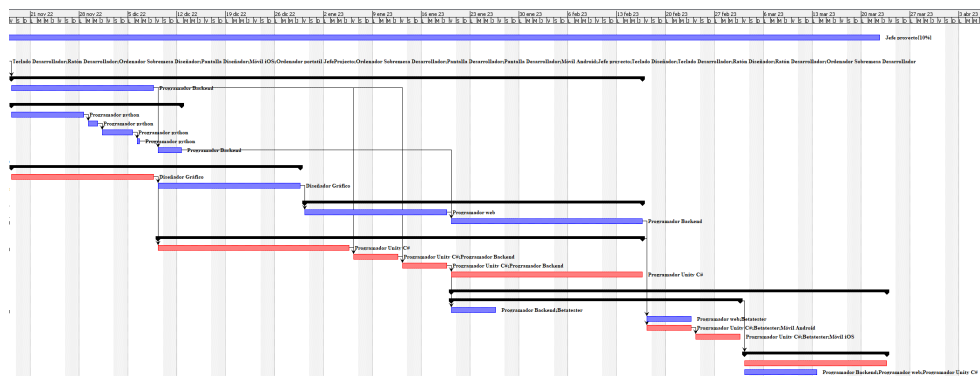 21 nov 22 28 nov 22 5 dic 22 12 dic 22 19 dic 22 26 dic 22 2 ene 23 9 ene 23 16 ene 23 23 ene 23 30 ene 23 6 feb 23 13 feb 23 20 feb 23 27 feb 23 6 mar 23 13 mar 23 20 mar 23 27 mar 23 3 abr 23
Jefe proyecto[10%]
Teclado Desarrollador;Ratón Desarrollador;Ordenador Sobremesa Diseñador;Pantalla Diseñador;Móvil iOS;Ordenador portatil JefeProjecto;Ordenador Sobremesa Desarrollador;Pantalla Desarrollador;Pantalla Desarrollador;Móvil Android;Jefe proyecto;Teclado Diseñador;Teclado Desarrollador;Ratón Diseñador;Ratón Desarrollador;Ordenador Sobremesa Desarrollador
Programador Backend
Programador python
Programador python
Programador python
Programador python
Programador Backend
Diseñador Gráfico
Diseñador Gráfico
Programador web
Programador Backend
Programador Unity C#
Programador Unity C#;Programador Backend
Programador Unity C#;Programador Backend
Programador Unity C#
Programador Backend;Betatester
Programador web;Betatester
Programador Unity C#;Betatester;Móvil Android
Programador Unity C#;Betatester;Móvil iOS
Programador Backend;Programador web;Programador Unity C#